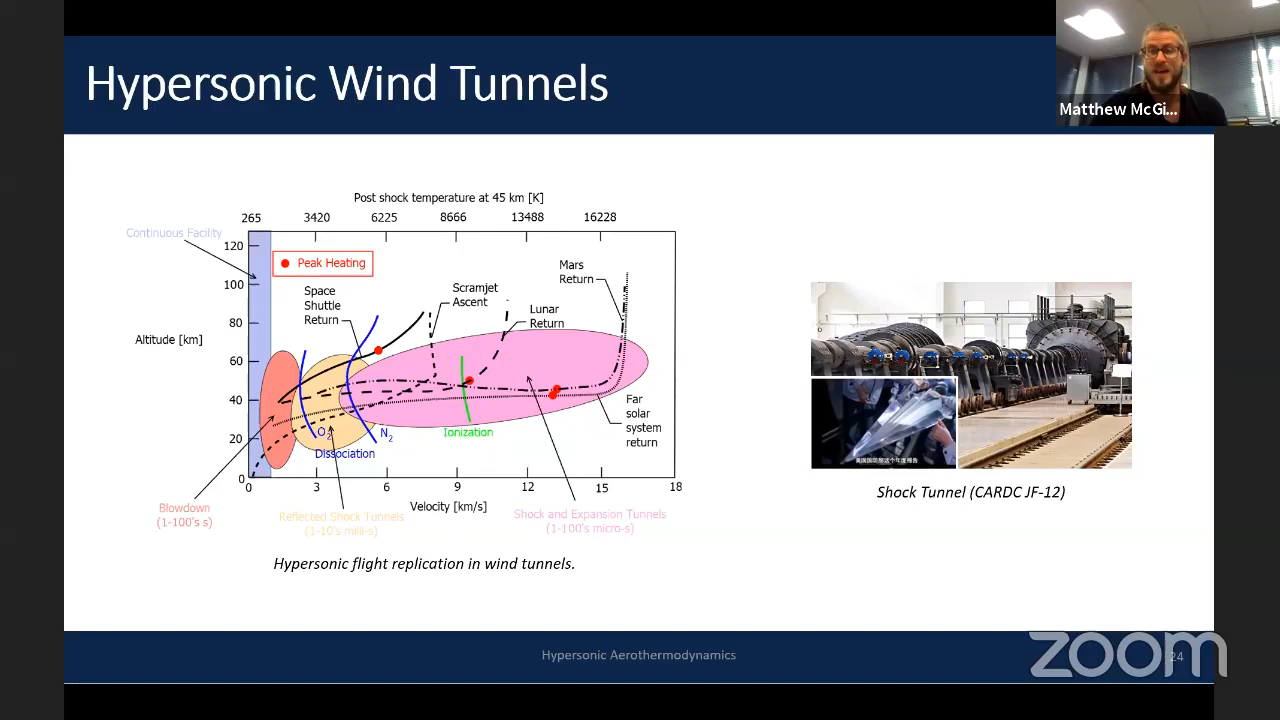 Hypersonic Wind Tunnels
Matthew McGi...
Post shock temperature at 45 km [K]
265 3420 6225 8666 13488 16228
Continuous Facility
120
100
80
60
40
20
0
Altitude [km]
Peak Heating
Space
Shuttle
Return
Scramjet
Ascent
Lunar
Return
Mars
Return
Far
solar
system
return
O2
N2
Dissociation
Ionization
0 3 6 9 12 15 18
Velocity [km/s]
Blowdown
(1-100's s)
Reflected Shock Tunnels
(1-10's milli-s)
Shock and Expansion Tunnels
(1-100's micro-s)
Hypersonic flight replication in wind tunnels.
Shock Tunnel (CARDC JF-12)
Hypersonic Aerothermodynamics
24
zoom